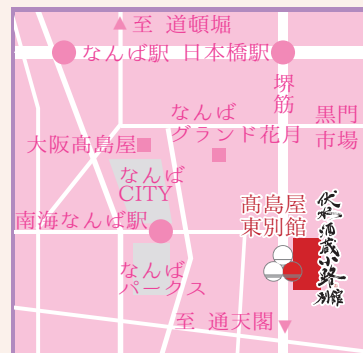 至 道頓堀
なんば駅
日本橋駅
堺筋
なんば
グランド花月
黒門
市場
大阪髙島屋
なんば
CITY
南海なんば駅
髙島屋
東別館
伏水酒蔵小路
別館
なんば
パークス
至 通天閣